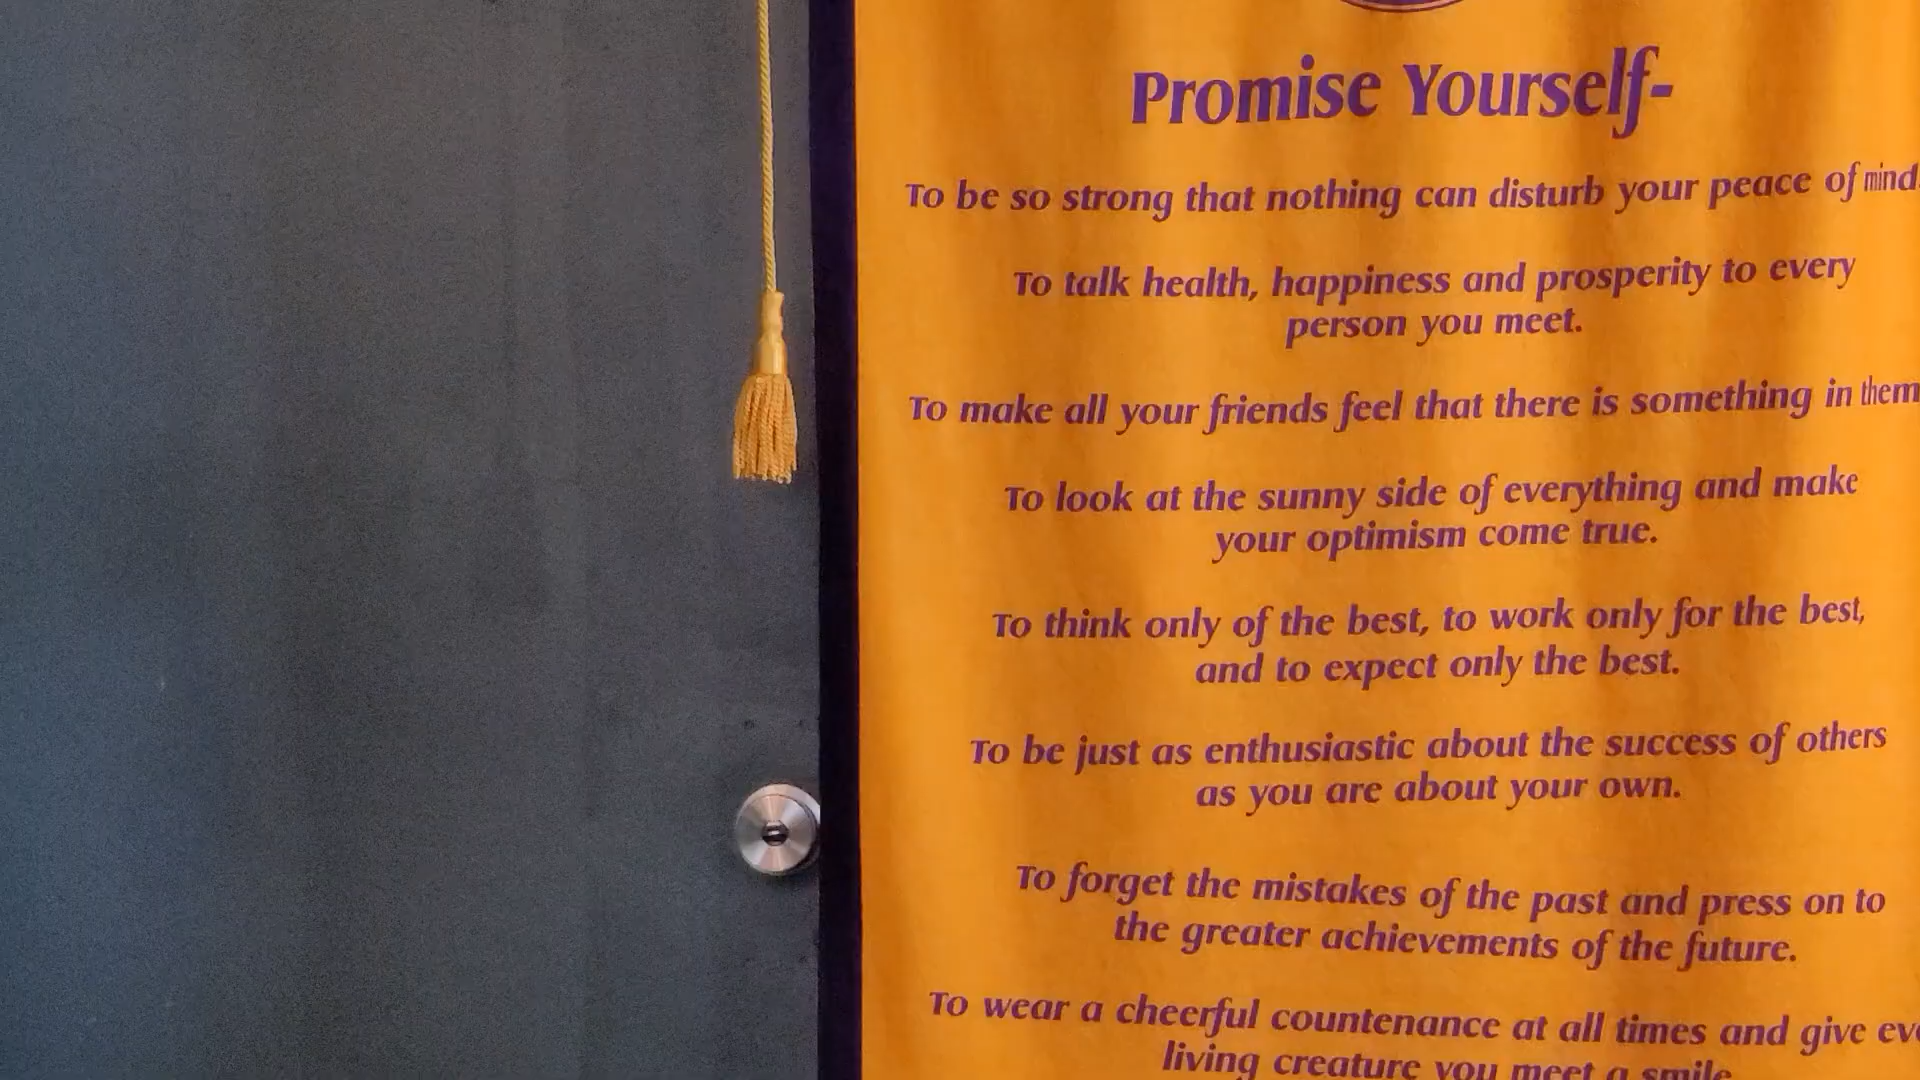 Promise Yourself-
To be so strong that nothing can disturb your peace of mind.
To talk health, happiness and prosperity to every
person you meet.
To make all your friends feel that there is something in them
To look at the sunny side of everything and make
your optimism come true.
To think only of the best, to work only for the best,
and to expect only the best.
To be just as enthusiastic about the success of others
as you are about your own.
To forget the mistakes of the past and press on to
the greater achievements of the future.
To wear a cheerful countenance at all times and give
living creature you meet a smile